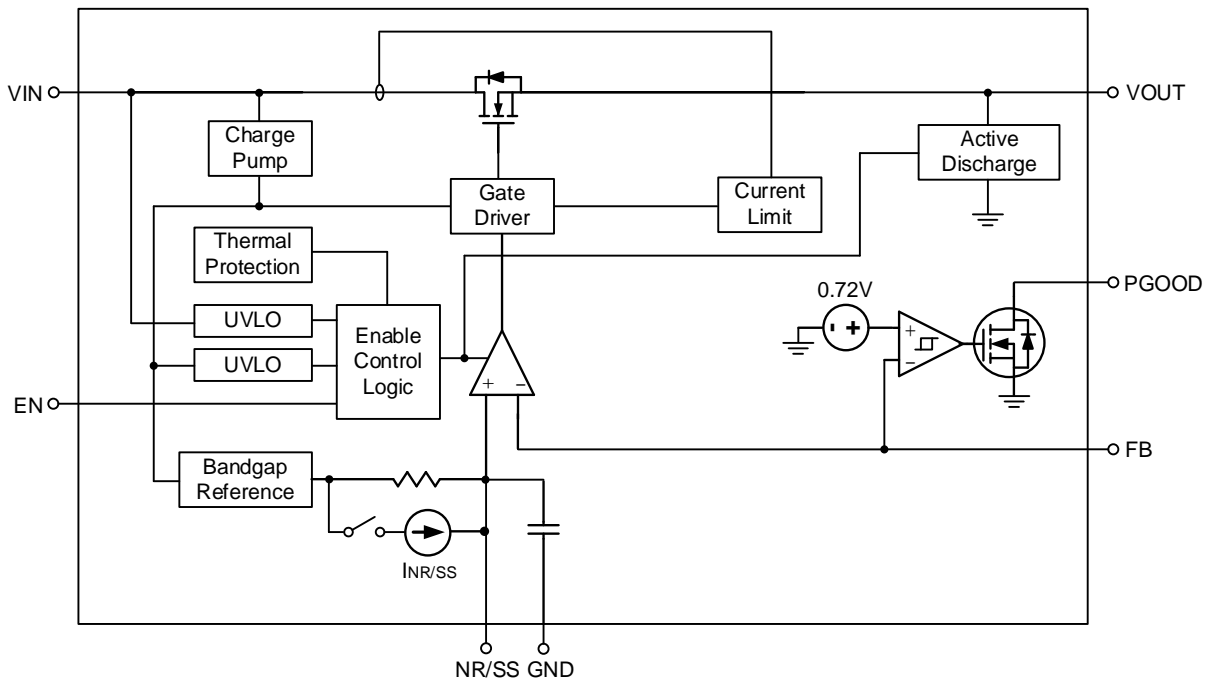 VIN
VOUT
Charge
Pump
Active
Discharge
Gate
Driver
Current
Limit
Thermal
Protection
PGOOD
0.72V
- +
UVLO
Enable
Control
Logic
+
-
UVLO
+ -
EN
FB
Bandgap
Reference
INR/SS
NR/SS GND